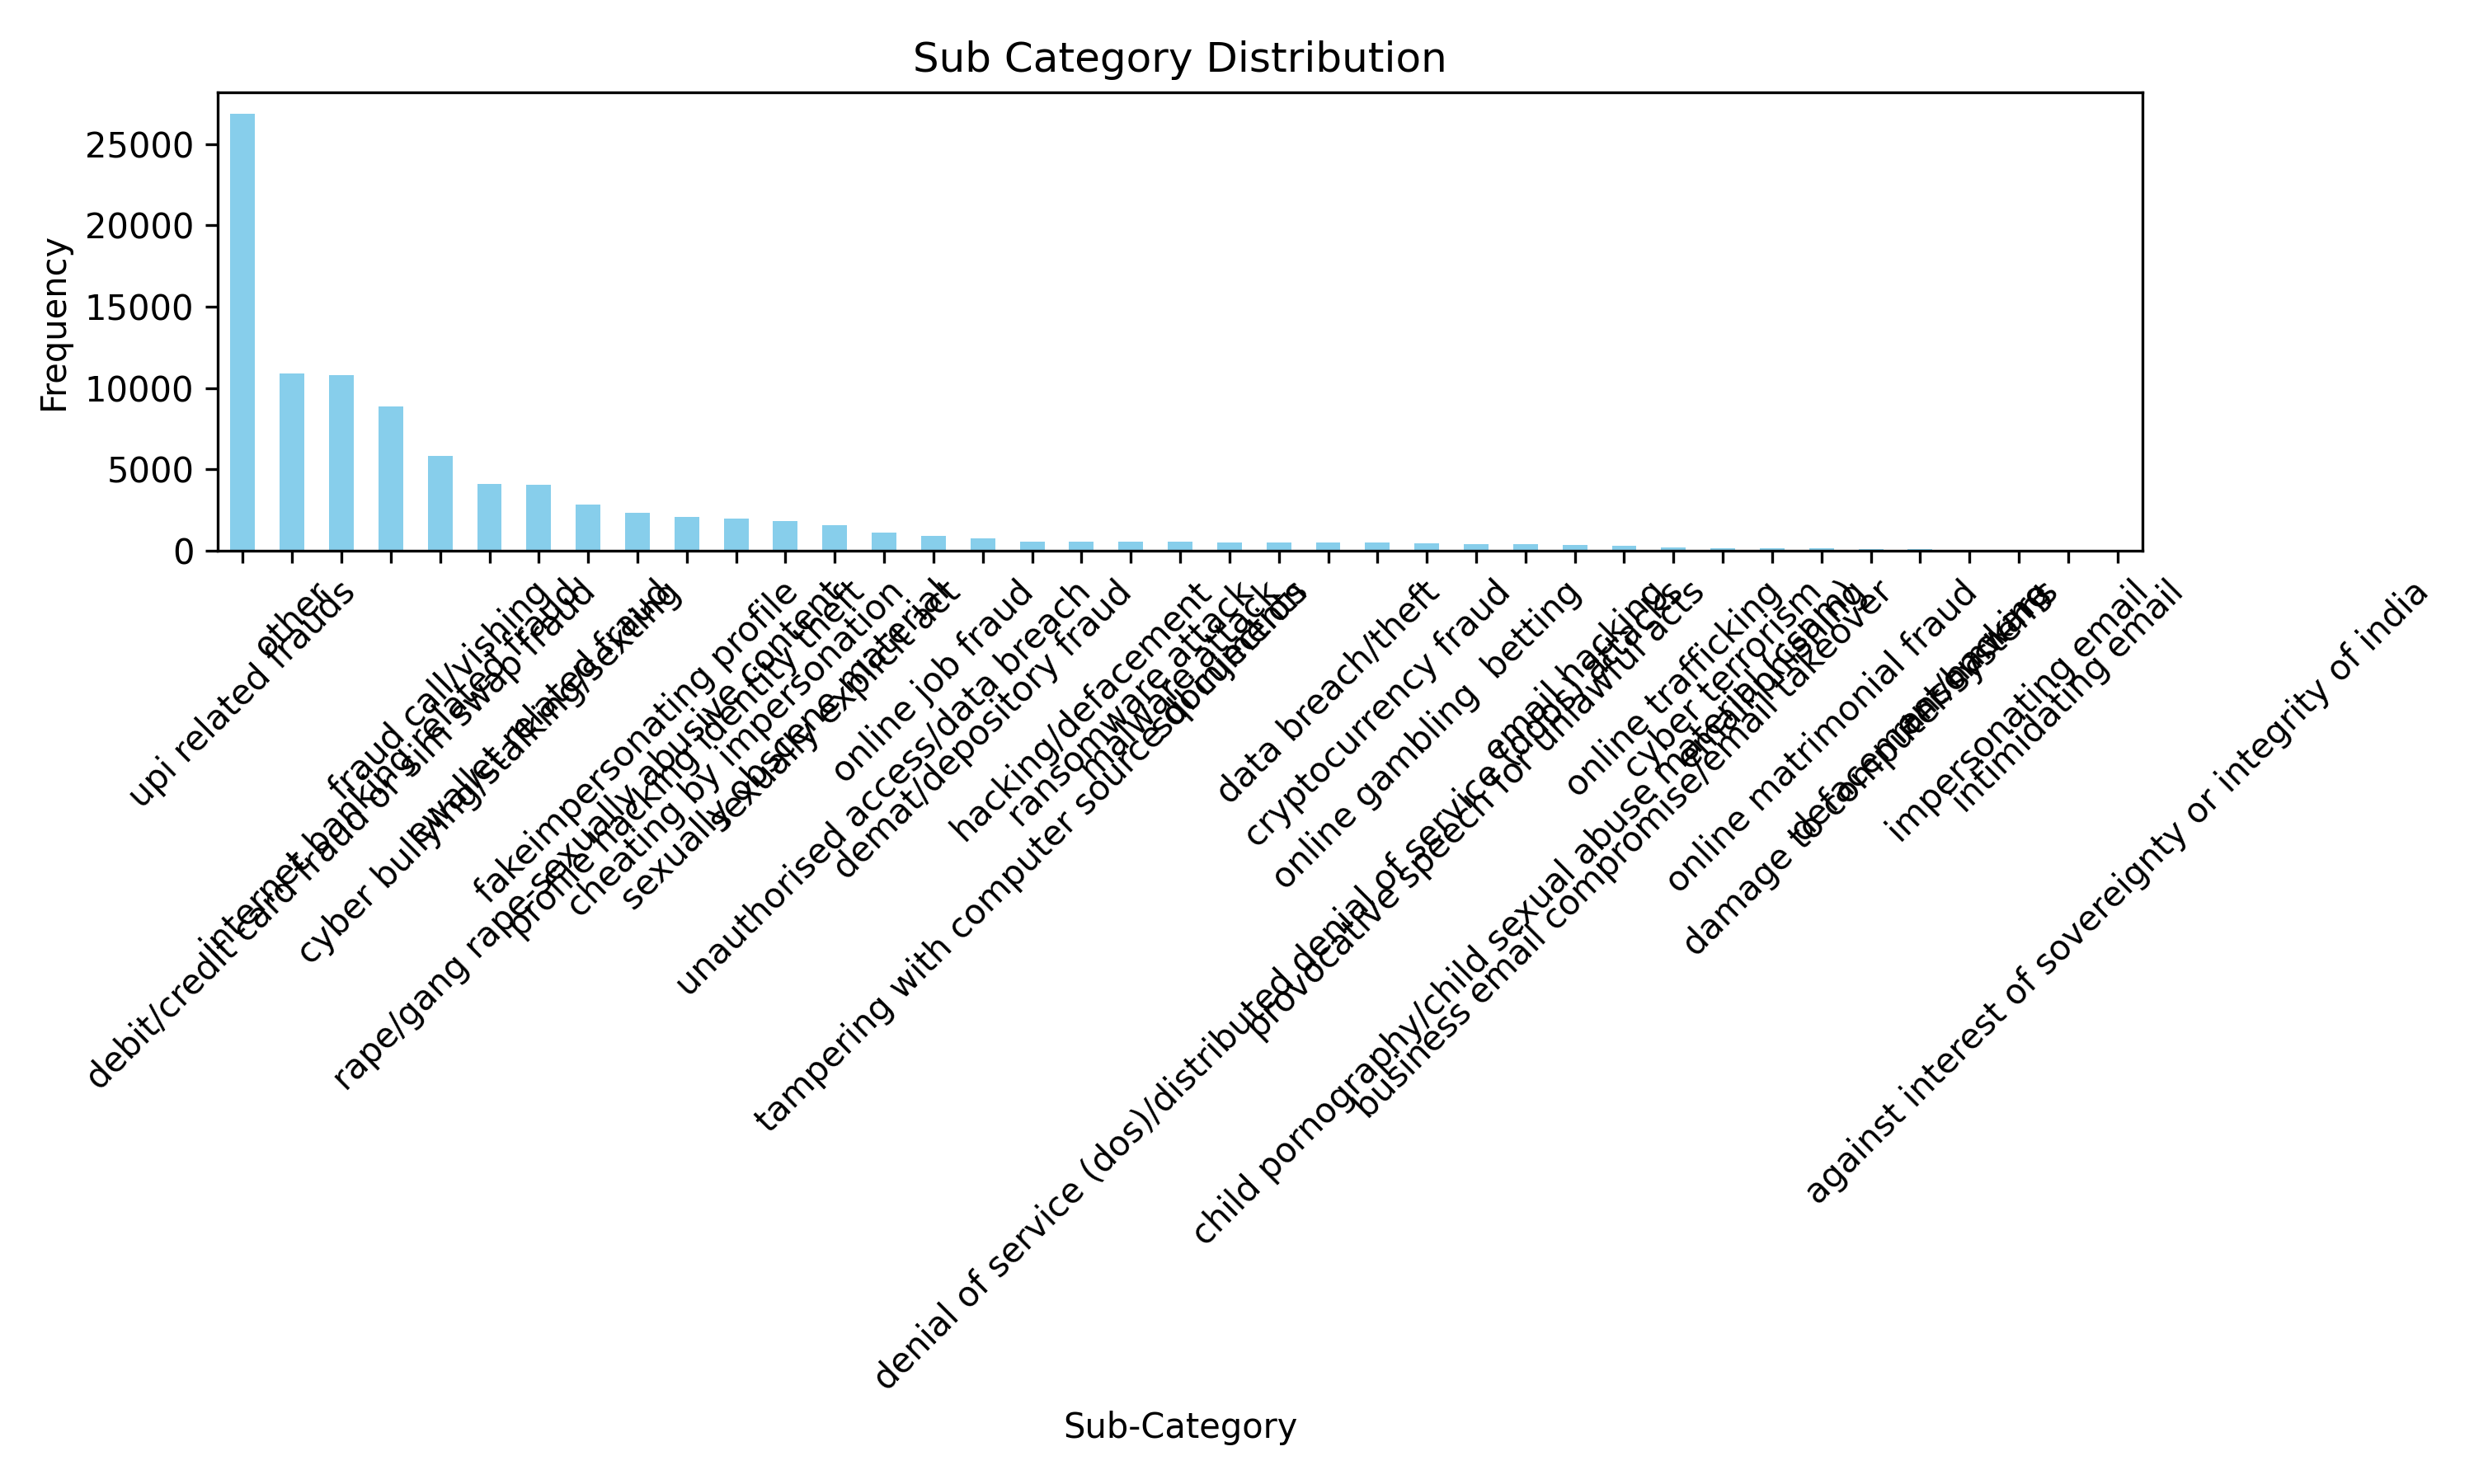 Sub Category Distribution
Frequency
25000
20000
15000
10000
5000
0
upi related frauds
other
debit/credit card fraud or sim swap fraud
internet banking related fraud
fraud call/vishing
cyber bullying/stalking/sexting
ewallet related fraud
fakeimpersonating profile
profile hacking identity theft
cheating by impersonation
rape/gang rape-sexually abusive content
sexually obscene material
sexually explicit act
unauthorised access/data breach
online job fraud
demat/depository fraud
tampering with computer source documents
hacking/defacement
ransomware attack
malware attack
data breach/theft
denial of service (dos)/distributed denial of service
cryptocurrency fraud
online gambling  betting
provocative speech for unlawful acts
email hacking
online trafficking
business email compromise/email takeover
cyber terrorism
child pornography/child sexual abuse material (csam)
online matrimonial fraud
damage to computer
impersonating email
intimidating email
against interest of sovereignty or integrity of india
Sub-Category